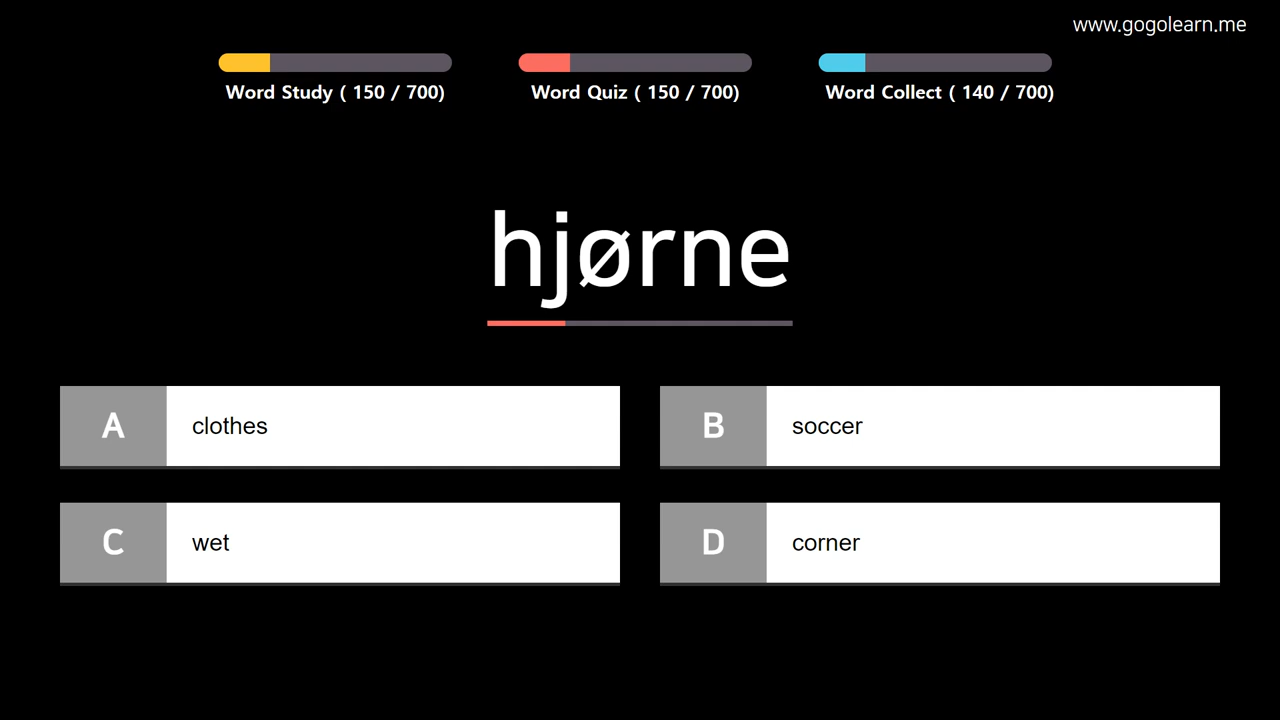 www.gogolearn.me
Word Study ( 150 / 700)
Word Quiz ( 150 / 700)
Word Collect ( 140 / 700)
hjørne
A clothes
B soccer
C wet
D corner